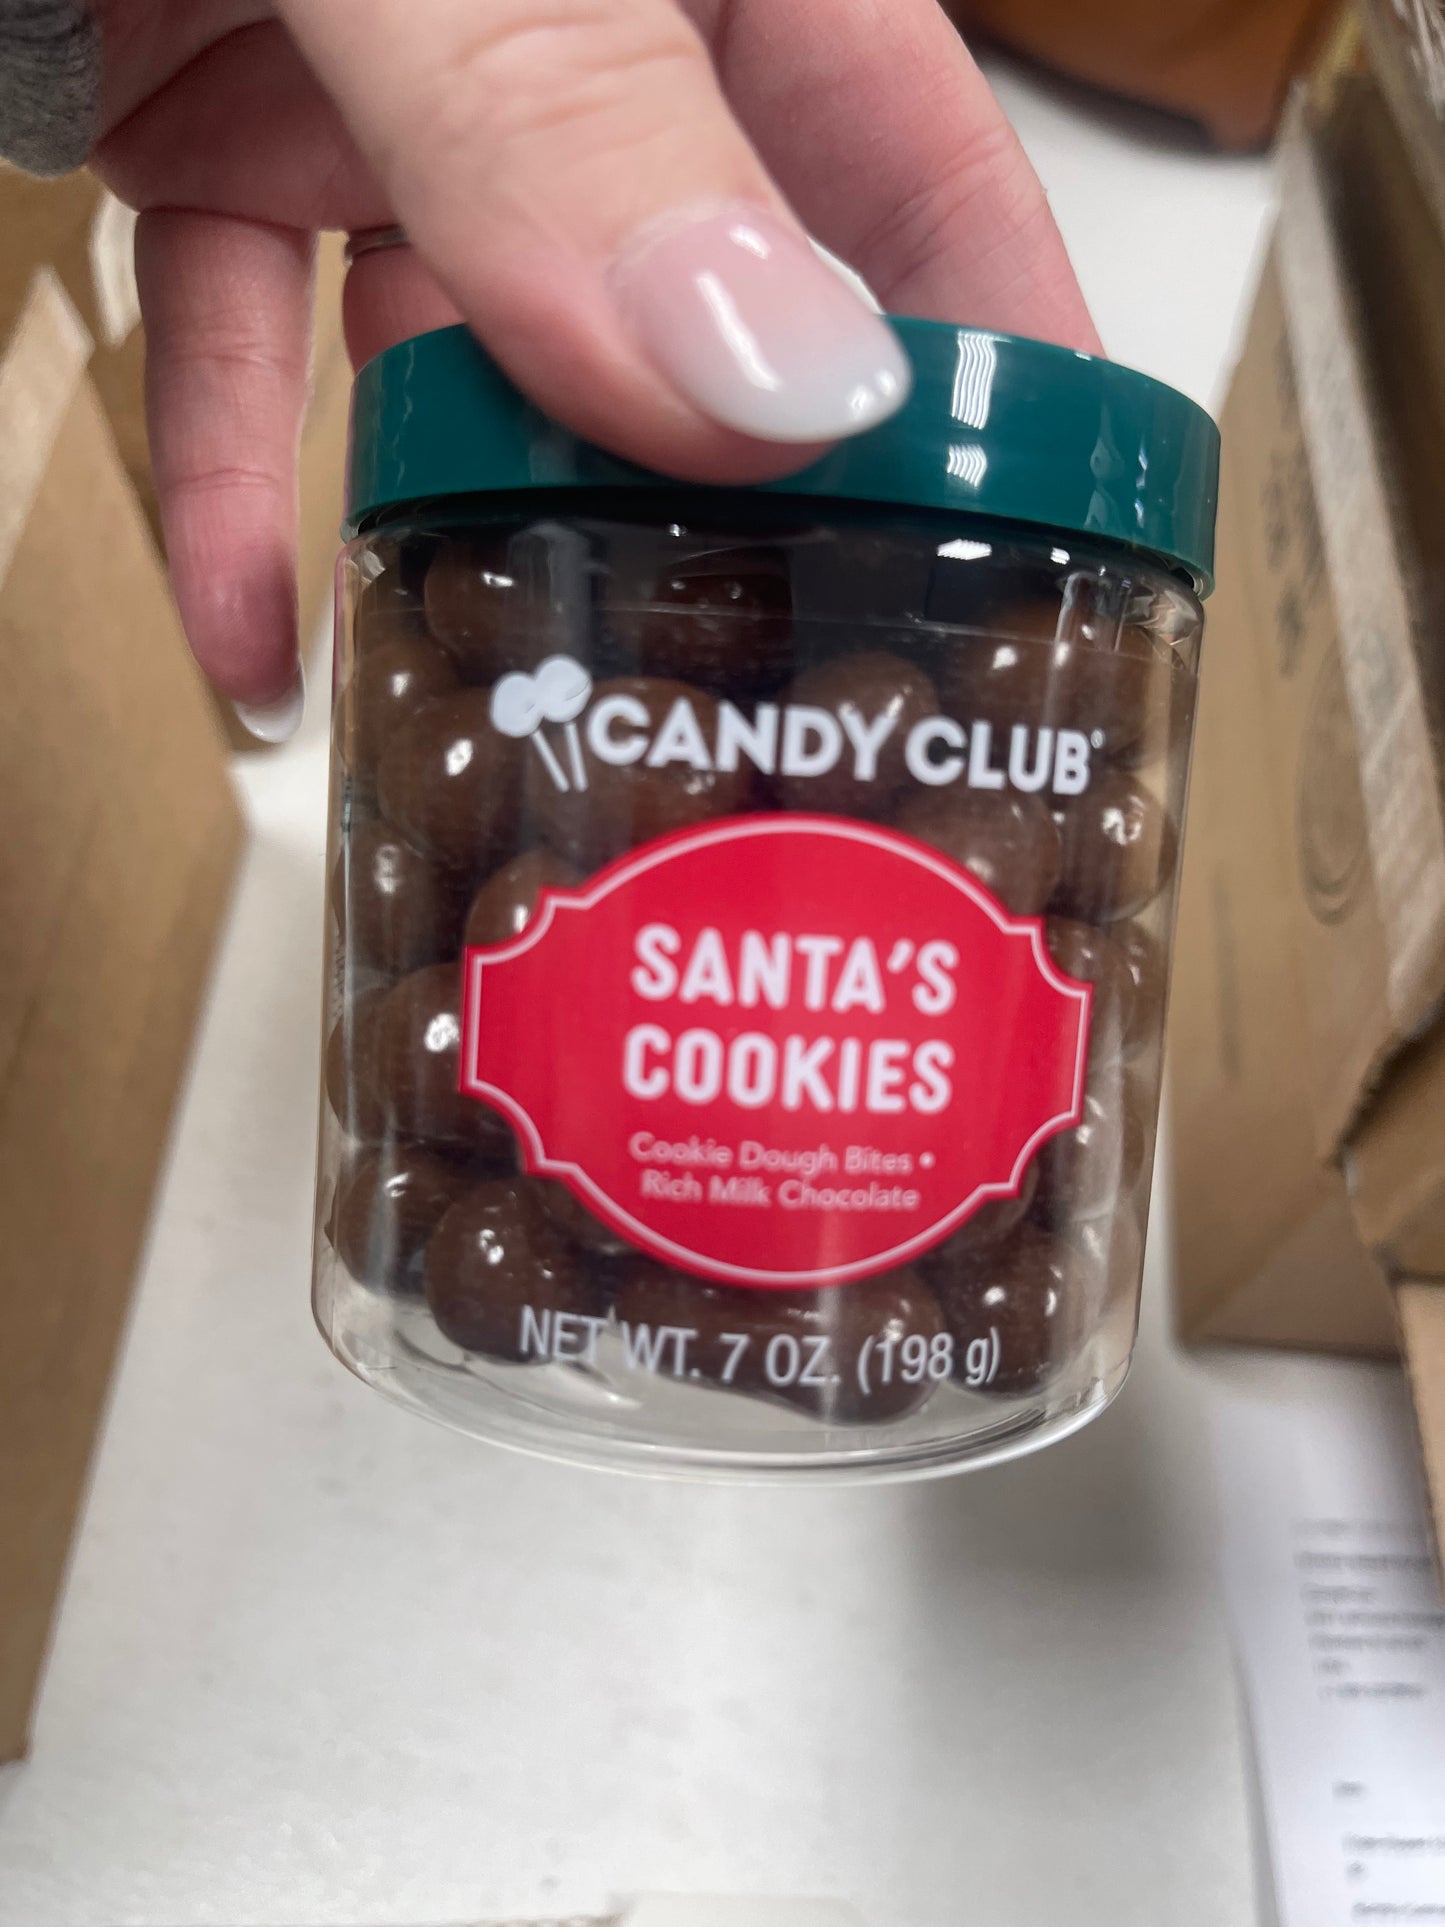 CANDY CLUB®
SANTA'S
COOKIES
Cookie Dough Bites •
Rich Milk Chocolate
NET WT. 7 OZ. (198 g)